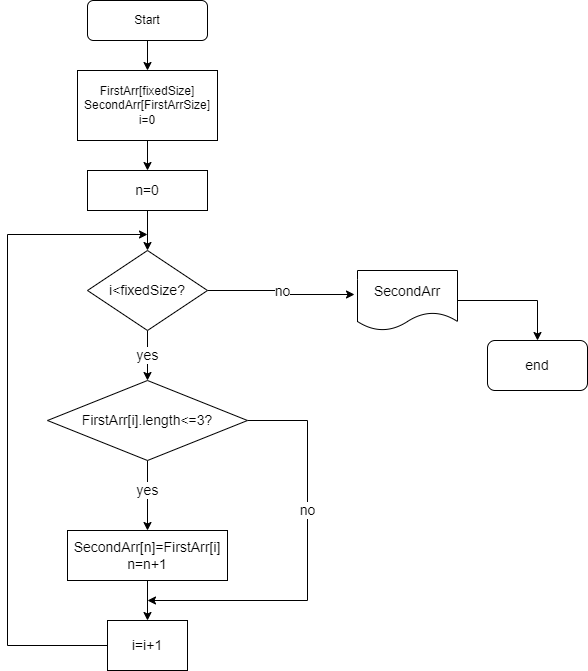 Start
FirstArr[fixedSize]
SecondArr[FirstArrSize]
i=0
n=0
i<fixedSize?
no
SecondArr
end
yes
FirstArr[i].length<=3?
yes
no
SecondArr[n]=FirstArr[i]
n=n+1
i=i+1